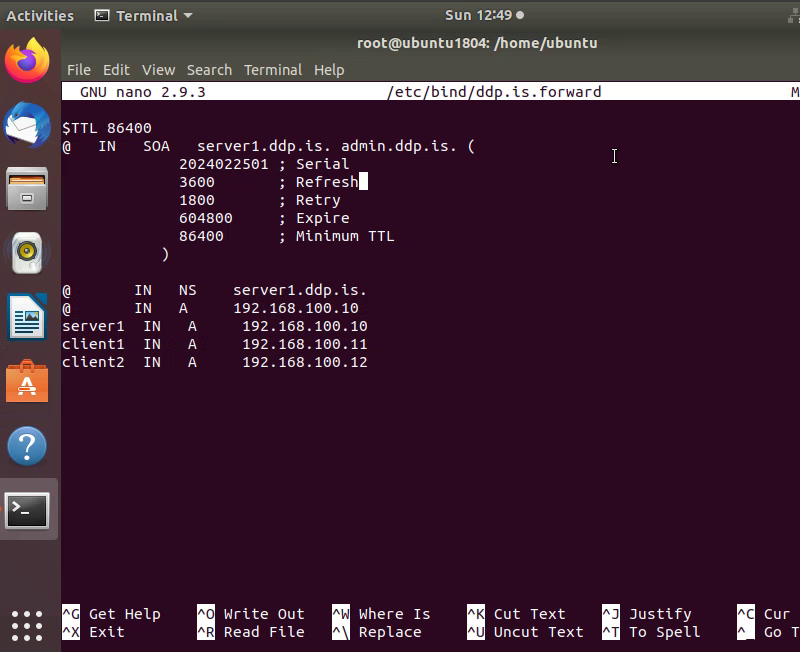 Activities Terminal Sun 12:49
root@ubuntu1804: /home/ubuntu
File Edit View Search Terminal Help
GNU nano 2.9.3 /etc/bind/ddp.is.forward M
$TTL 86400
@ IN SOA server1.ddp.is. admin.ddp.is. (
2024022501 ; Serial
3600 ; Refresh
1800 ; Retry
604800 ; Expire
86400 ; Minimum TTL
)
@ IN NS server1.ddp.is.
@ IN A 192.168.100.10
server1 IN A 192.168.100.10
client1 IN A 192.168.100.11
client2 IN A 192.168.100.12
^G Get Help ^O Write Out ^W Where Is ^K Cut Text ^J Justify ^C Cur
^X Exit ^R Read File ^\ Replace ^U Uncut Text ^T To Spell ^_ Go T